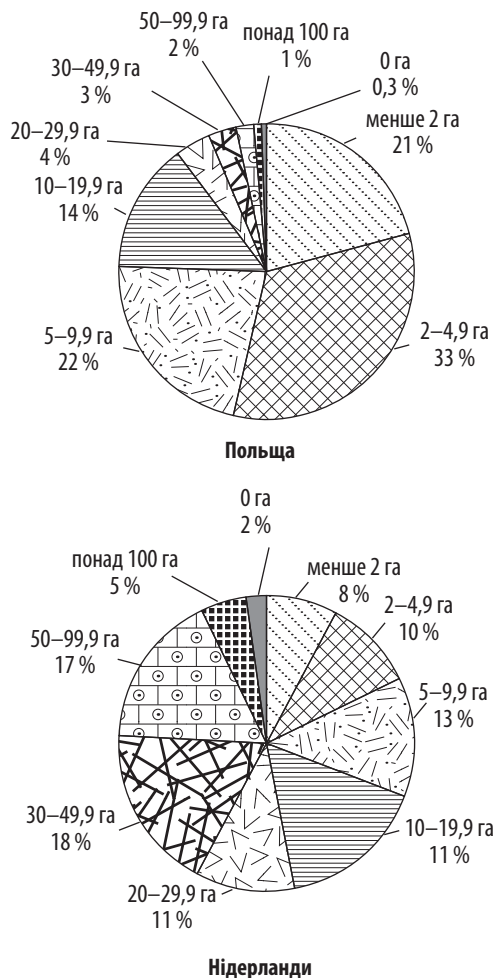 50–99,9 га
2 %
понад 100 га
1 %
0 га
0,3 %
30–49,9 га
3 %
менше 2 га
21 %
20–29,9 га
4 %
10–19,9 га
14 %
5–9,9 га
22 %
2–4,9 га
33 %
Польща
0 га
2 %
понад 100 га
5 %
менше 2 га
8 %
2–4,9 га
10 %
50–99,9 га
17 %
5–9,9 га
13 %
30–49,9 га
18 %
10–19,9 га
11 %
20–29,9 га
11 %
Нідерланди